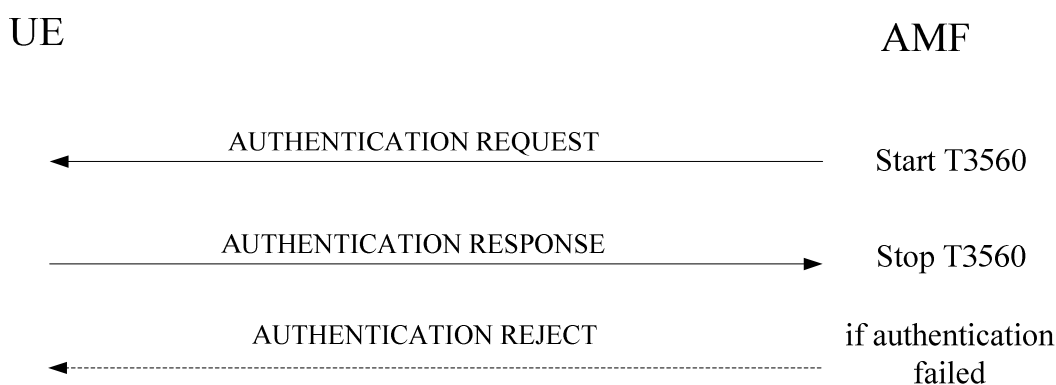 UE
AMF
AUTHENTICATION REQUEST
Start T3560
AUTHENTICATION RESPONSE
Stop T3560
AUTHENTICATION REJECT
if authentication
failed